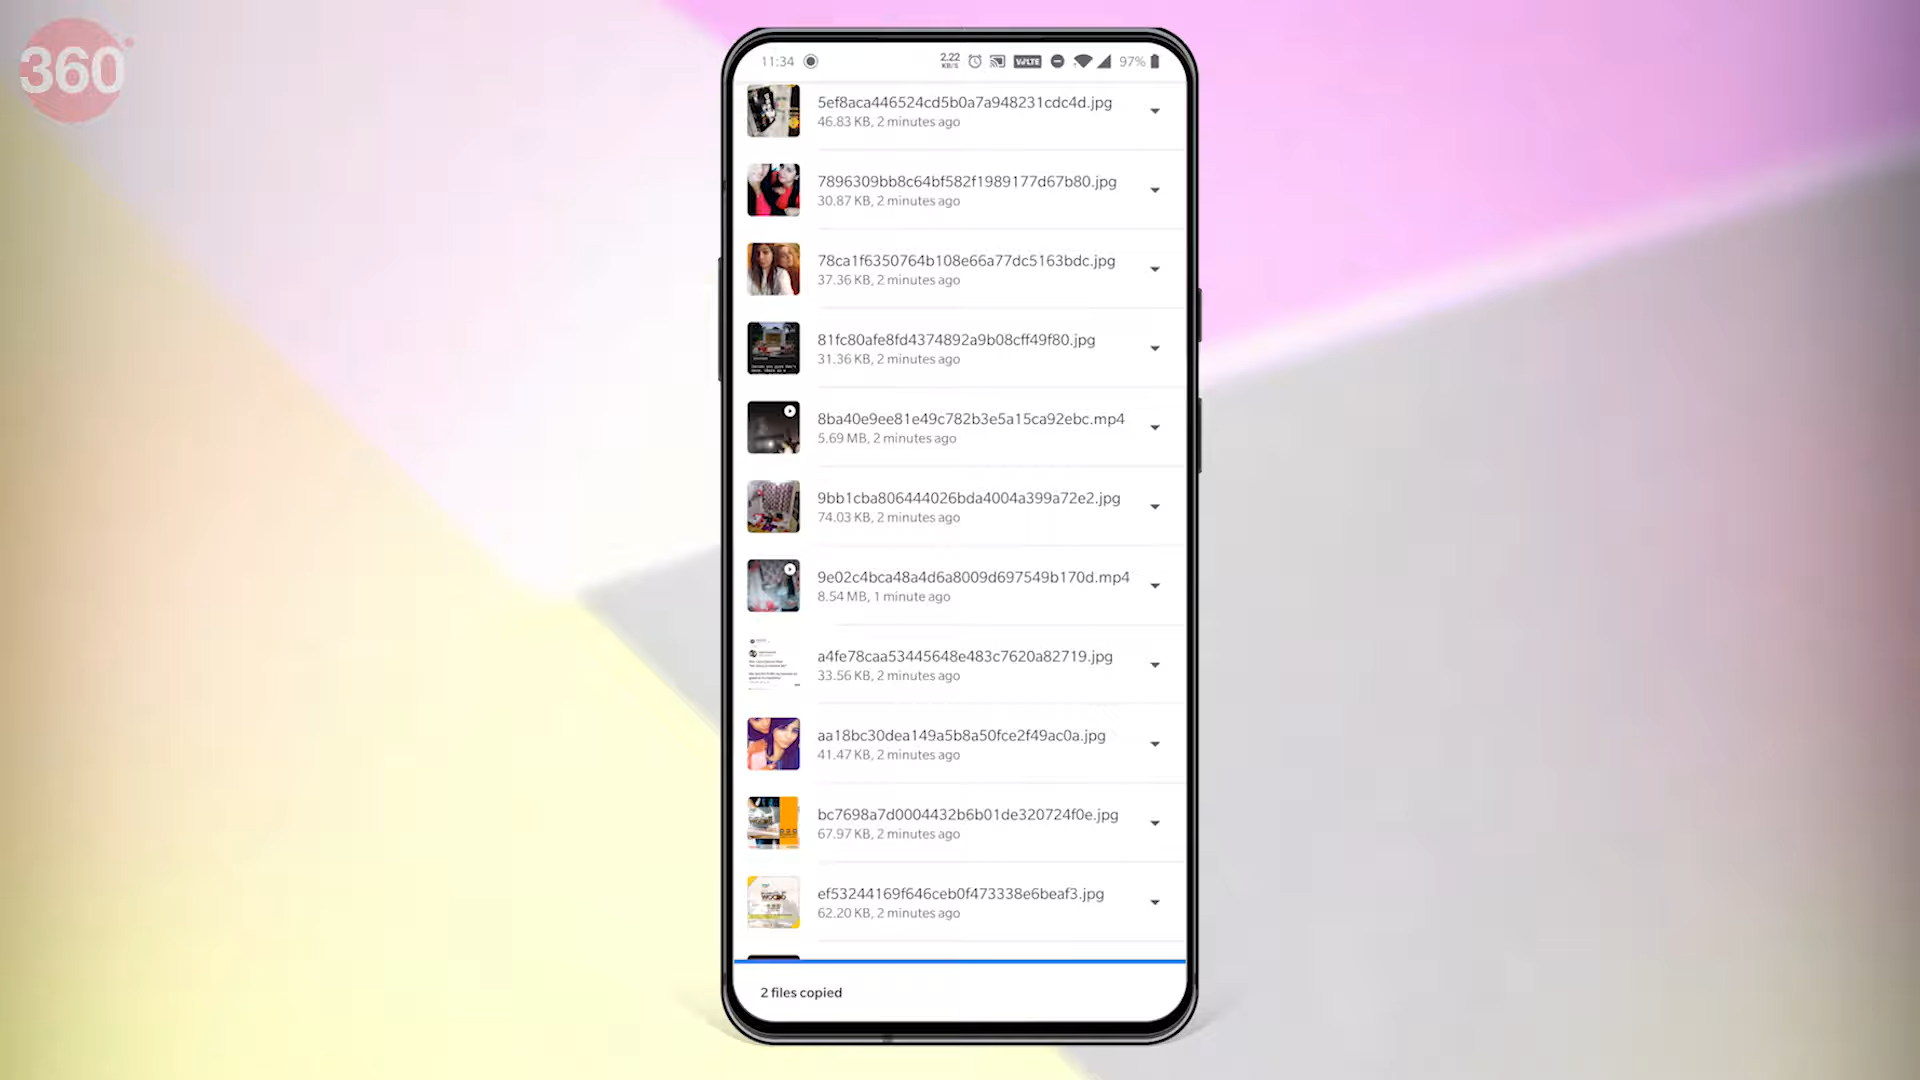 360
11:34
2.22
KB/S
VoLTE
97%
5ef8aca446524cd5b0a7a948231cdc4d.jpg
46.83 KB, 2 minutes ago
7896309bb8c64bf582f1989177d67b80.jpg
30.87 KB, 2 minutes ago
78ca1f6350764b108e66a77dc5163bdc.jpg
37.36 KB, 2 minutes ago
81fc80afe8fd4374892a9b08cff49f80.jpg
31.36 KB, 2 minutes ago
8ba40e9ee81e49c782b3e5a15ca92ebc.mp4
5.69 MB, 2 minutes ago
9bb1cba806444026bda4004a399a72e2.jpg
74.03 KB, 2 minutes ago
9e02c4bca48a4d6a8009d697549b170d.mp4
8.54 MB, 1 minute ago
a4fe78caa53445648e483c7620a82719.jpg
33.56 KB, 2 minutes ago
aa18bc30dea149a5b8a50fce2f49ac0a.jpg
41.47 KB, 2 minutes ago
bc7698a7d0004432b6b01de320724f0e.jpg
67.97 KB, 2 minutes ago
ef53244169f646ceb0f473338e6beaf3.jpg
62.20 KB, 2 minutes ago
2 files copied